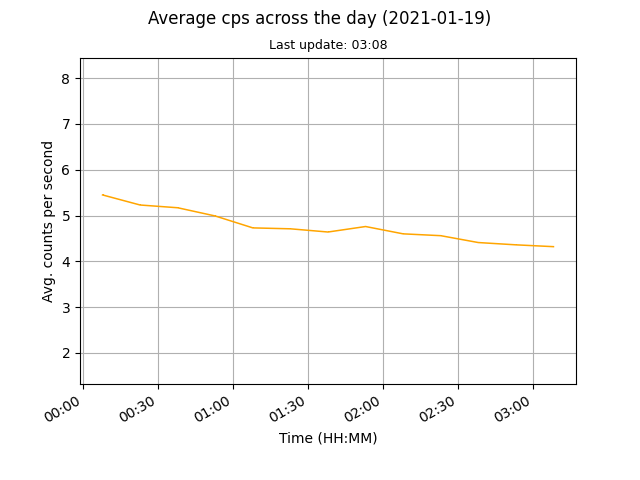 Average cps across the day (2021-01-19)
Last update: 03:08
8
7
6
5
4
3
2
Avg. counts per second
00:00 00:30 01:00 01:30 02:00 02:30 03:00
Time (HH:MM)